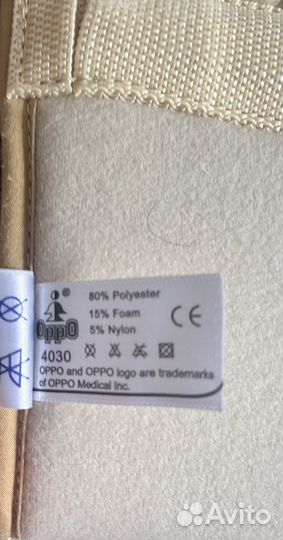 80% Polyester
15% Foam
5% Nylon
CE
®
OppO
4030
OPPO and OPPO logo are trademarks
of OPPO Medical Inc.
Avito